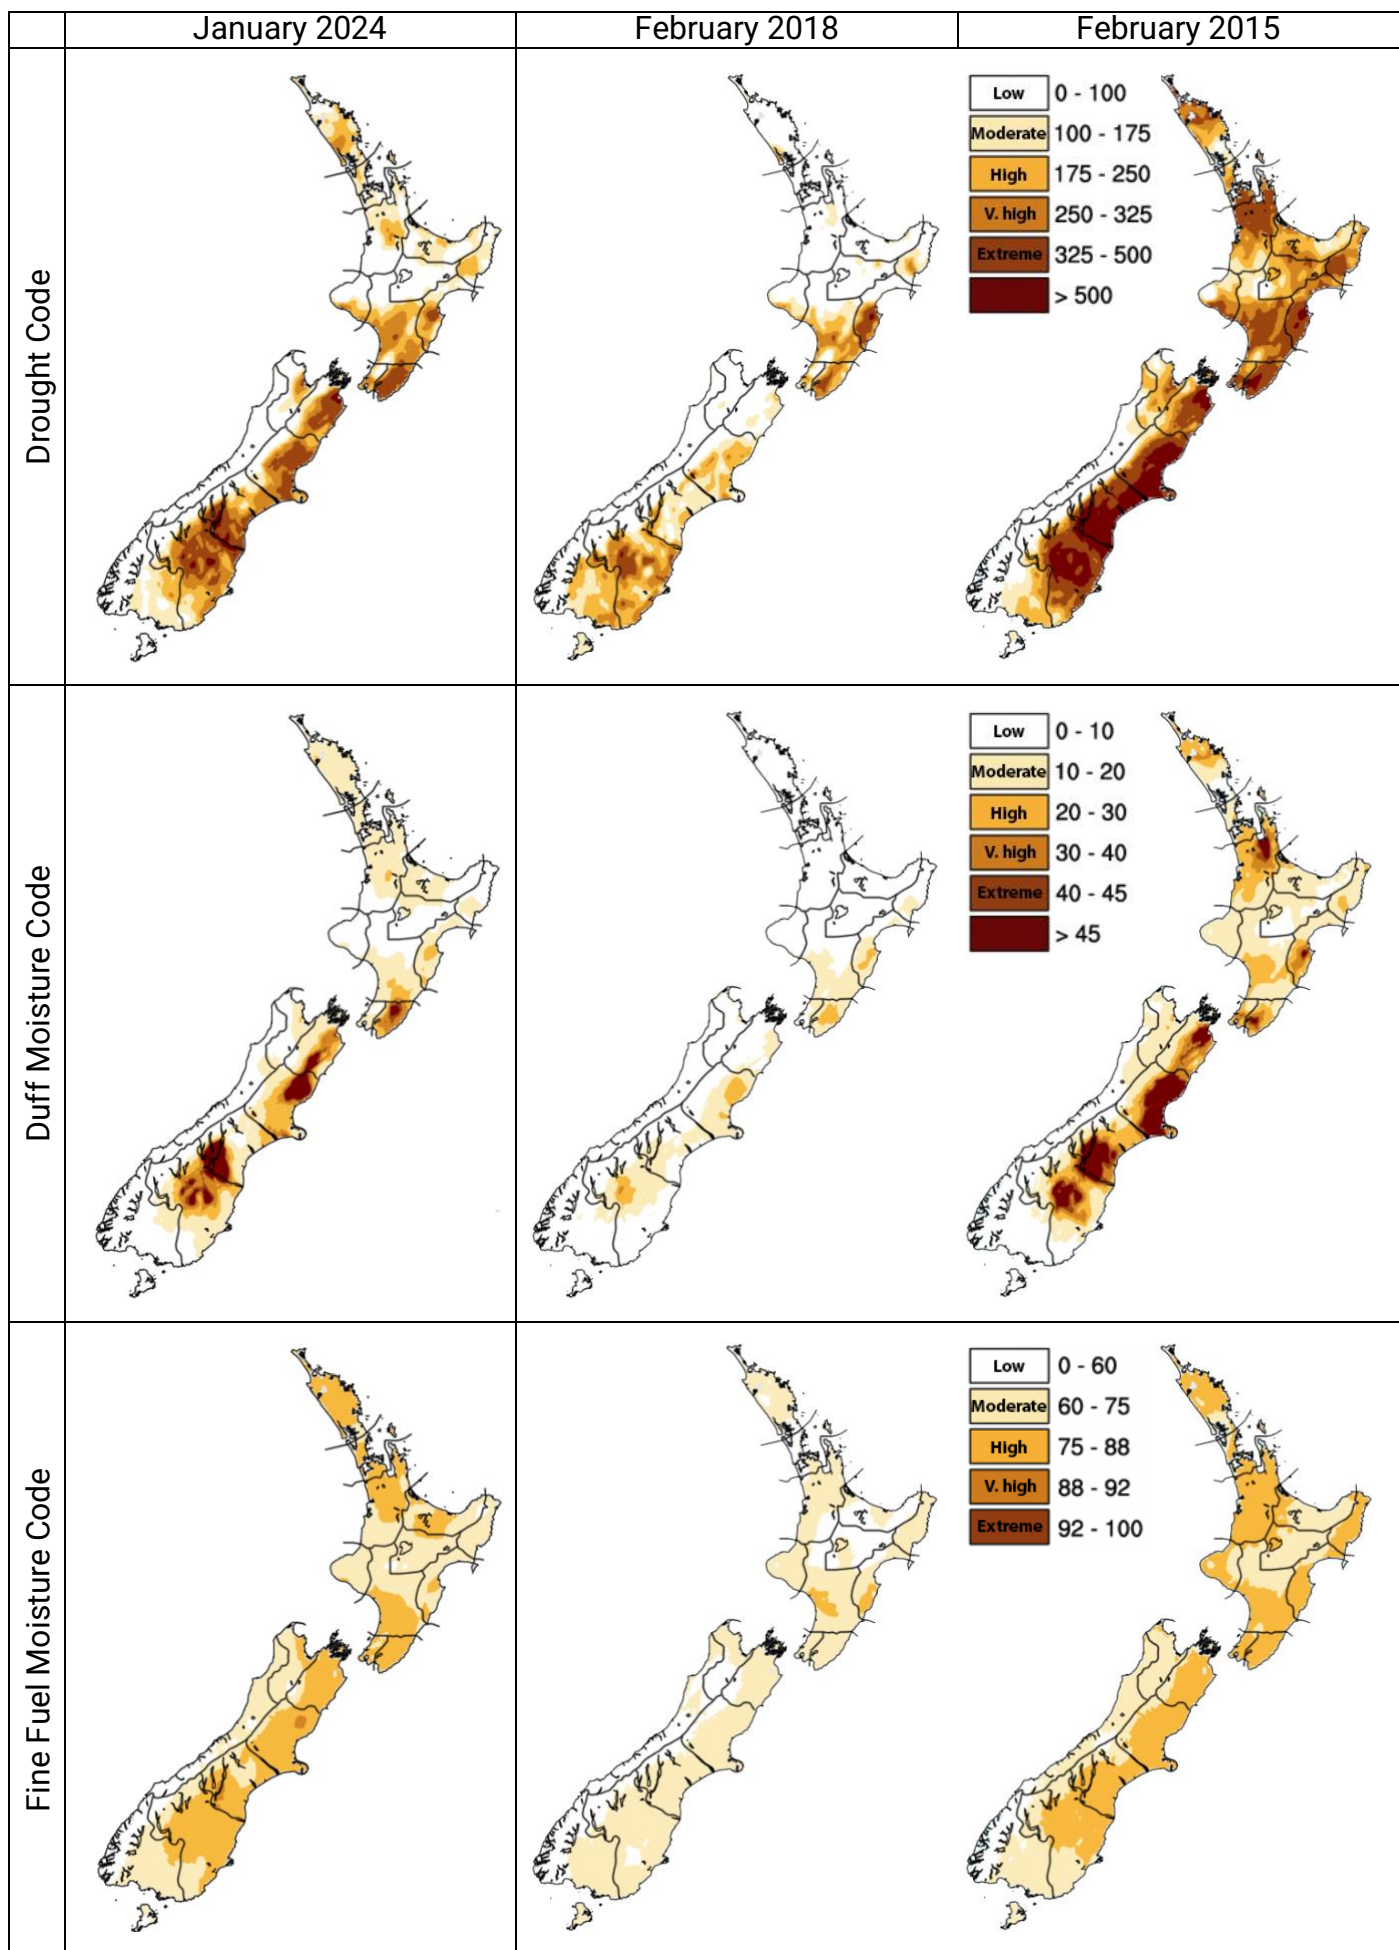 January 2024
February 2018
February 2015
Drought Code
Low 0 - 100
Moderate 100 - 175
High 175 - 250
V. high 250 - 325
Extreme 325 - 500
> 500
Duff Moisture Code
Low 0 - 10
Moderate 10 - 20
High 20 - 30
V. high 30 - 40
Extreme 40 - 45
> 45
Fine Fuel Moisture Code
Low 0 - 60
Moderate 60 - 75
High 75 - 88
V. high 88 - 92
Extreme 92 - 100